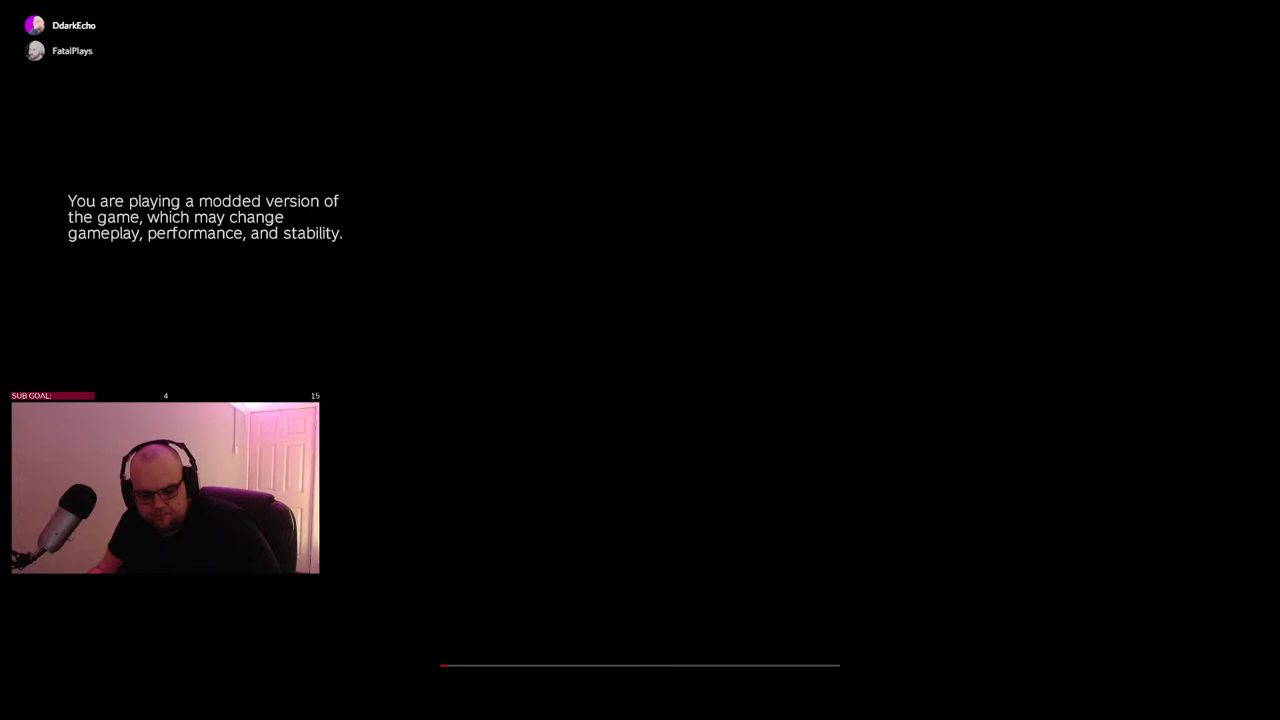 DdarkEcho
FatalPlays
You are playing a modded version of
the game, which may change
gameplay, performance, and stability.
SUB GOAL: 4 15